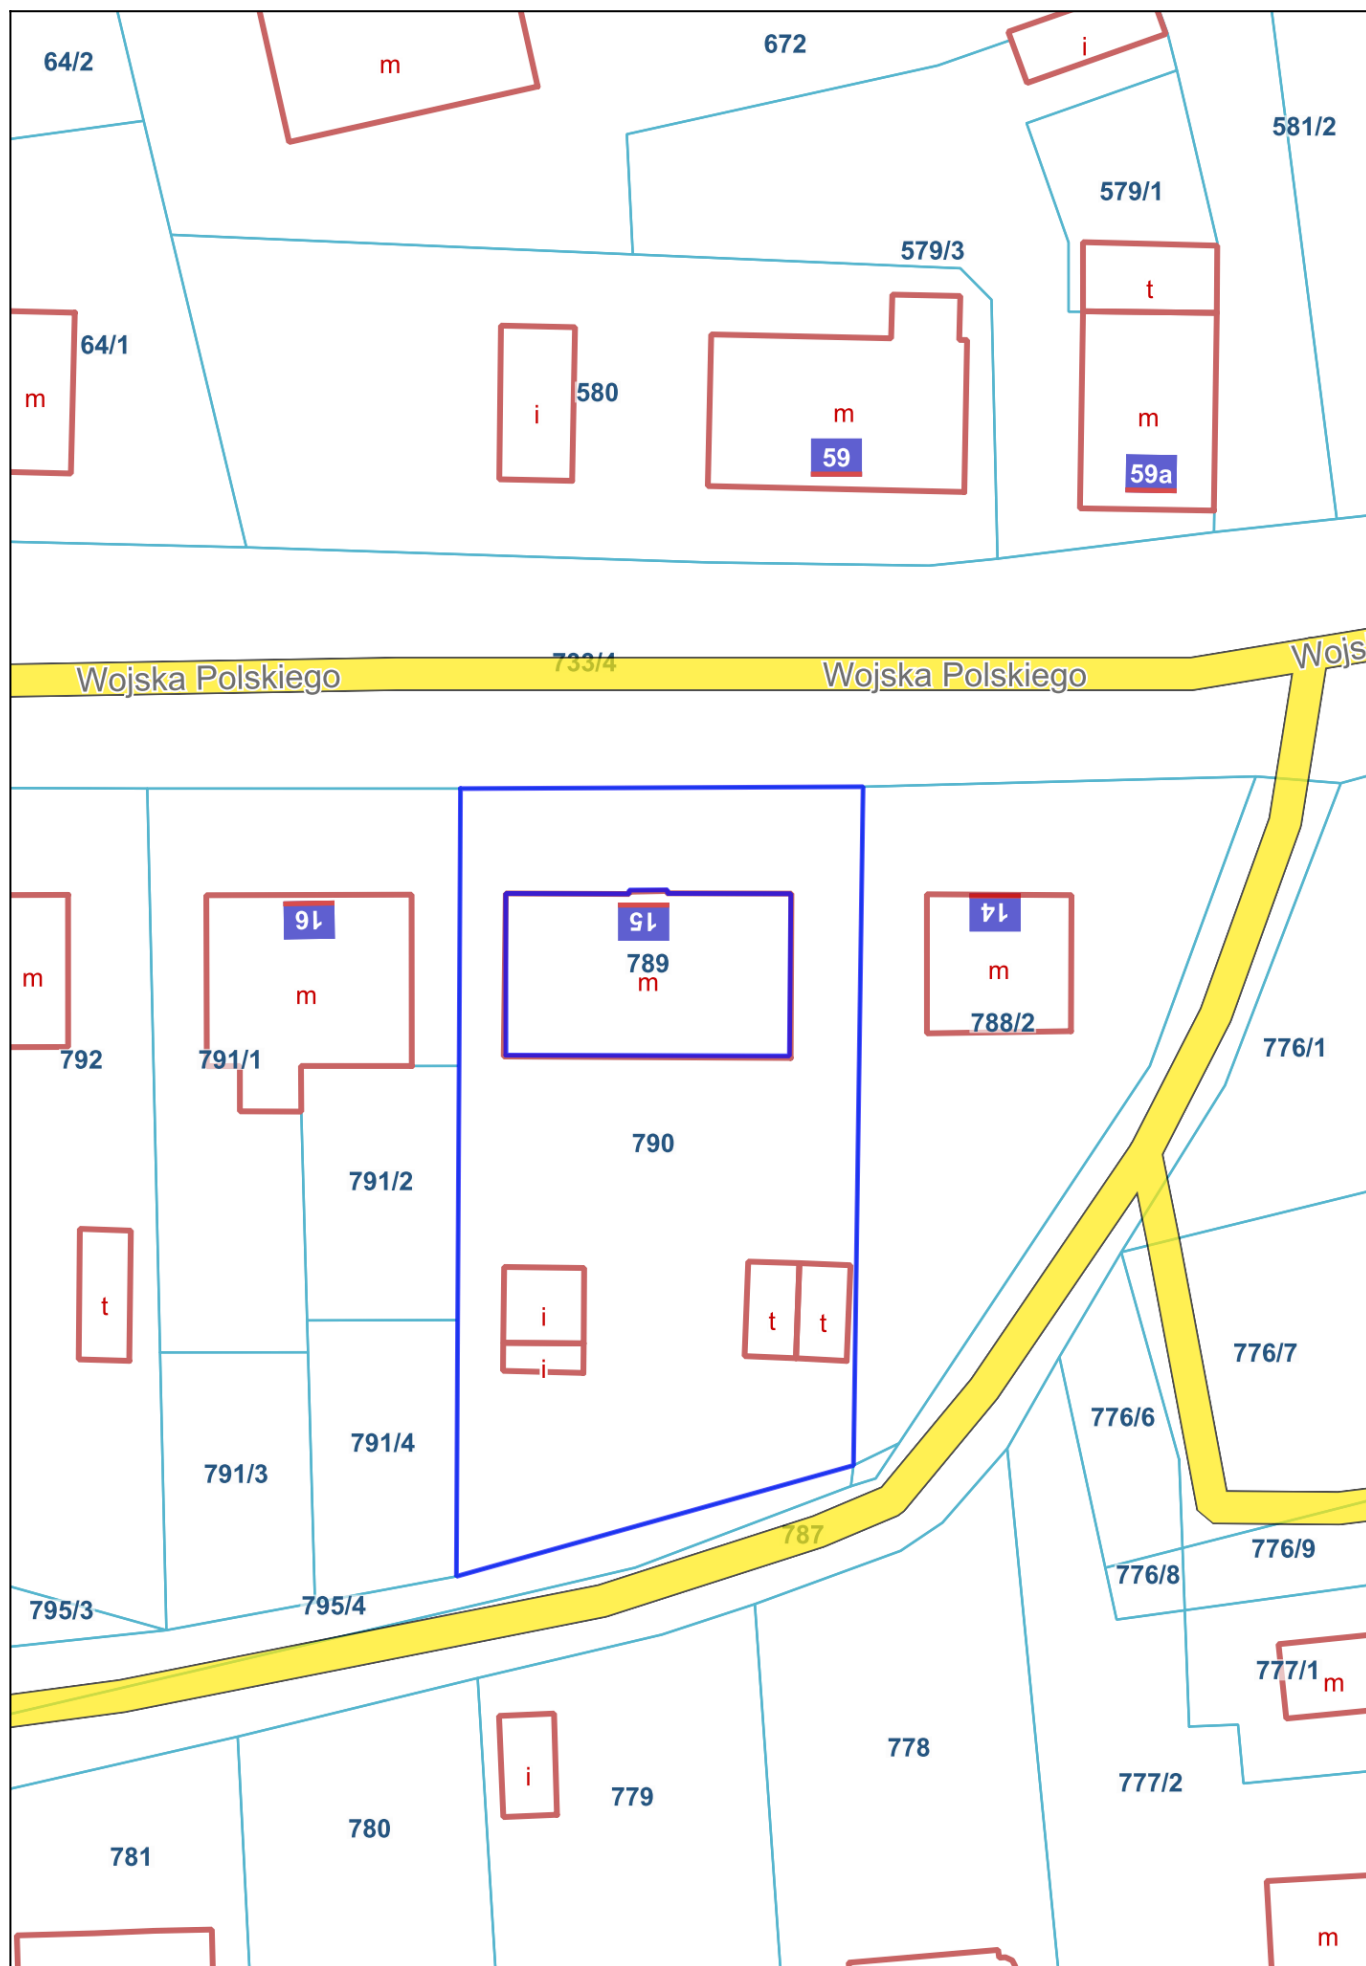 64/2
m
672
i
581/2
579/1
579/3
t
64/1
m
i
580
m
59
m
59a
Wojska Polskiego
733/4
Wojska Polskiego
Wojs
16
15
14
m
m
789
m
m
788/2
792
791/1
776/1
790
791/2
t
i
t
t
i
776/7
776/6
791/4
791/3
787
776/9
776/8
795/3
795/4
777/1
m
i
778
777/2
779
780
781
m